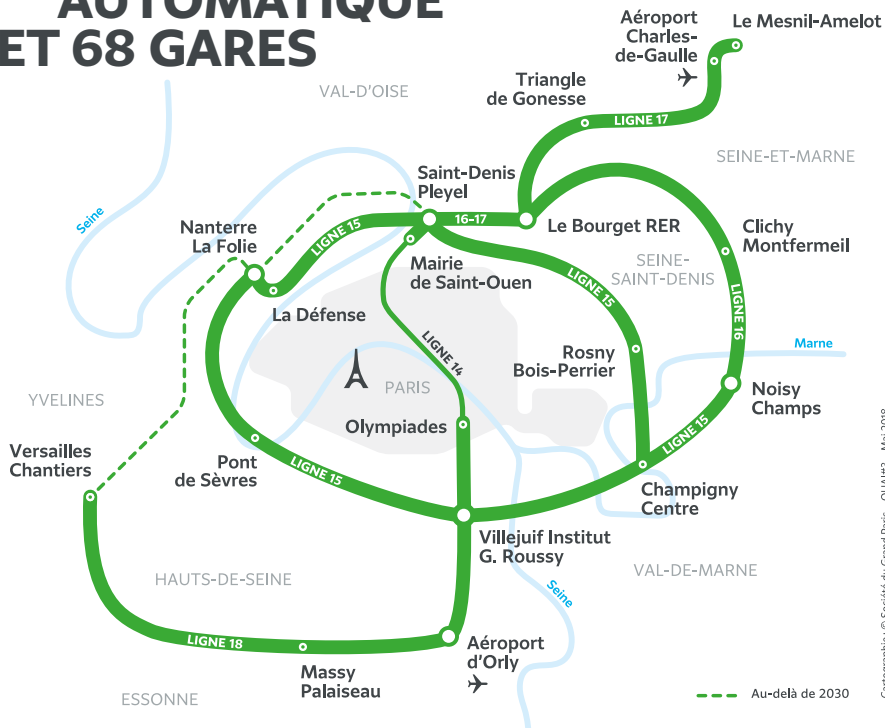 AUTOMATIQUE
ET 68 GARES
Aéroport
Charles-
de-Gaulle
Le Mesnil-Amelot
Triangle
de Gonesse
VAL-D'OISE
LIGNE 17
SEINE-ET-MARNE
Saint-Denis
Pleyel
Seine
Nanterre
La Folie
LIGNE 15
16-17
Le Bourget RER
Clichy
Montfermeil
Mairie
de Saint-Ouen
SEINE-
SAINT-DENIS
LIGNE 15
LIGNE 16
La Défense
LIGNE 14
Marne
Rosny
Bois-Perrier
PARIS
Noisy
Champs
YVELINES
Olympiades
LIGNE 15
Versailles
Chantiers
Pont
de Sèvres
LIGNE 15
Champigny
Centre
Villejuif Institut
G. Roussy
HAUTS-DE-SEINE
VAL-DE-MARNE
Seine
LIGNE 18
Aéroport
d'Orly
Massy
Palaiseau
ESSONNE
Au-delà de 2030